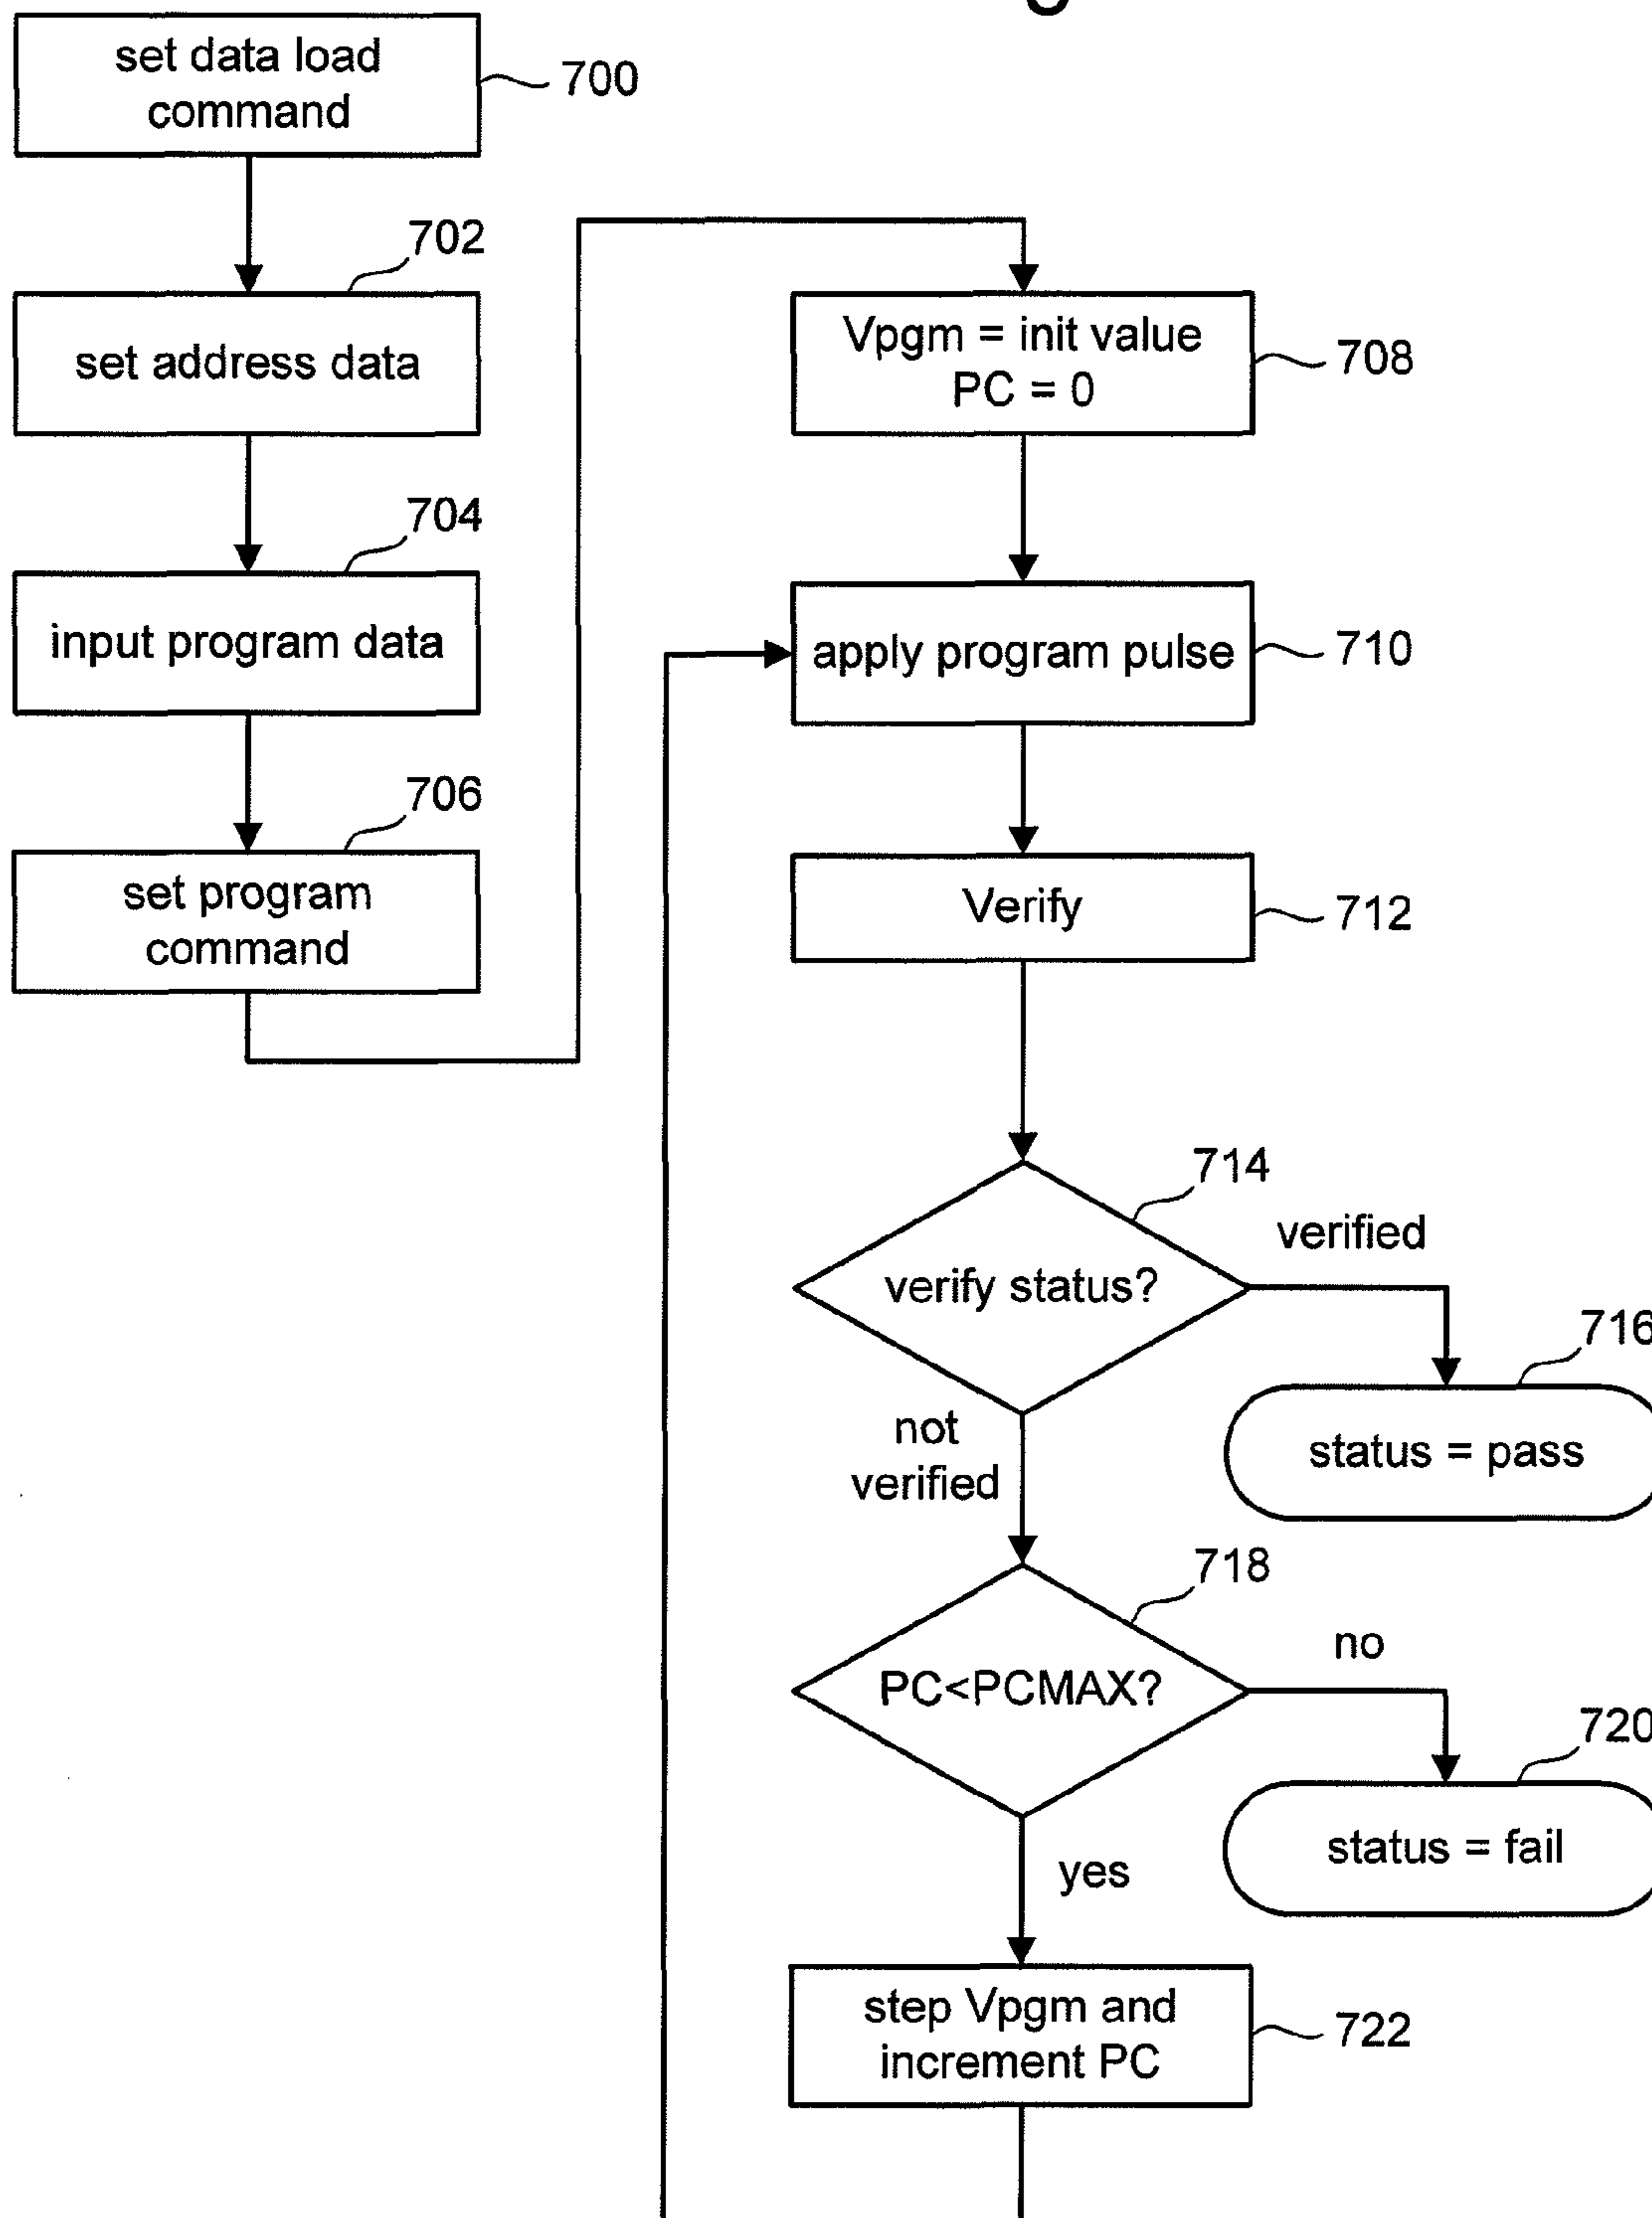 set data load
command
700
702
set address data
704
input program data
706
set program
command
Vpgm = init value
PC = 0
708
apply program pulse
710
Verify
712
714
verify status?
verified
716
status = pass
not
verified
718
PC<PCMAX?
no
720
status = fail
yes
step Vpgm and
increment PC
722